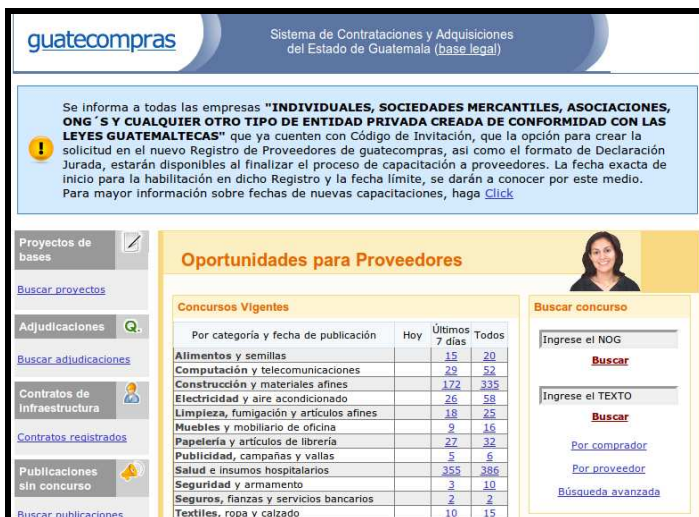 guatecompras
Sistema de Contrataciones y Adquisiciones
del Estado de Guatemala (base legal)
Se informa a todas las empresas "INDIVIDUALES, SOCIEDADES MERCANTILES, ASOCIACIONES,
ONG´S Y CUALQUIER OTRO TIPO DE ENTIDAD PRIVADA CREADA DE CONFORMIDAD CON LAS
LEYES GUATEMALTECAS" que ya cuenten con Código de Invitación, que la opción para crear la
solicitud en el nuevo Registro de Proveedores de guatecompras, asi como el formato de Declaración
Jurada, estarán disponibles al finalizar el proceso de capacitación a proveedores. La fecha exacta de
inicio para la habilitación en dicho Registro y la fecha límite, se darán a conocer por este medio.
Para mayor información sobre fechas de nuevas capacitaciones, haga Click
Proyectos de
bases
Buscar proyectos
Adjudicaciones
Buscar adjudicaciones
Contratos de
infraestructura
Contratos registrados
Publicaciones
sin concurso
Buscar publicaciones
Oportunidades para Proveedores
Concursos Vigentes
Por categoría y fecha de publicación Hoy Últimos 7 días Todos
Alimentos y semillas 15 20
Computación y telecomunicaciones 29 52
Construcción y materiales afines 172 335
Electricidad y aire acondicionado 26 58
Limpieza, fumigación y artículos afines 18 25
Muebles y mobiliario de oficina 9 16
Papelería y artículos de librería 27 32
Publicidad, campañas y vallas 5 6
Salud e insumos hospitalarios 355 386
Seguridad y armamento 3 10
Seguros, fianzas y servicios bancarios 2 2
Textiles, ropa y calzado 10 15
Buscar concurso
Ingrese el NOG
Buscar
Ingrese el TEXTO
Buscar
Por comprador
Por proveedor
Búsqueda avanzada